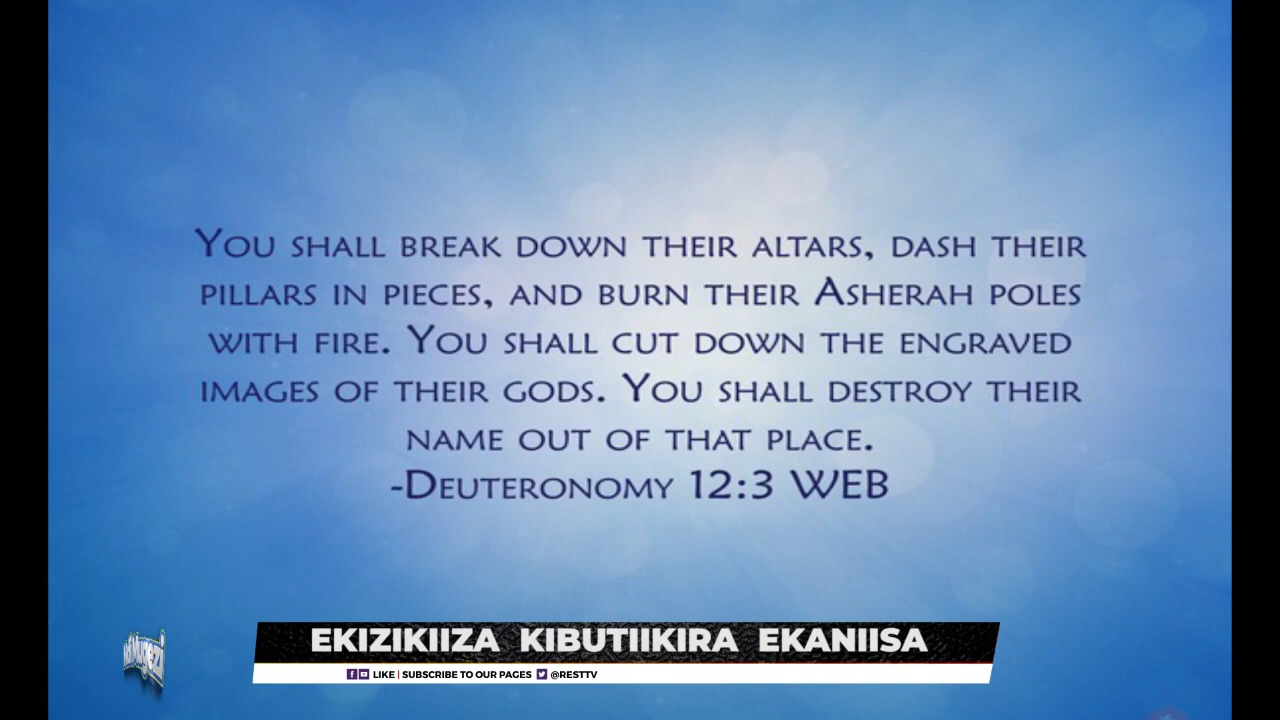 You shall break down their altars, dash their
pillars in pieces, and burn their Asherah poles
with fire. You shall cut down the engraved
images of their gods. You shall destroy their
name out of that place.
-Deuteronomy 12:3 WEB
EKIZIKIIZA KIBUTIIKIRA EKANIISA
LIKE | SUBSCRIBE TO OUR PAGES @RESTTV